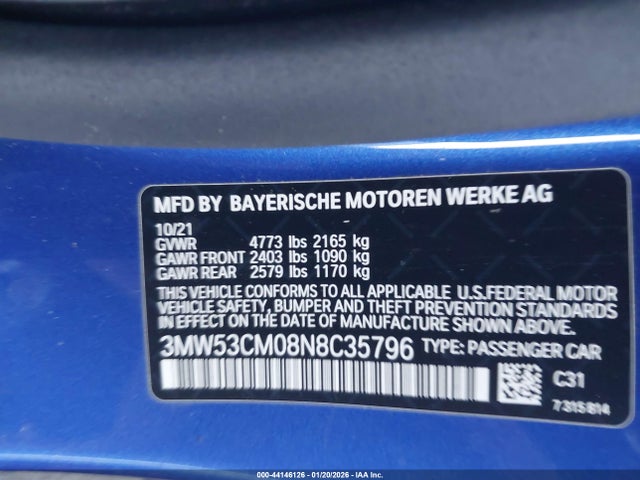 MFD BY BAYERISCHE MOTOREN WERKE AG
10/21
GVWR 4773 lbs 2165 kg
GAWR FRONT 2403 lbs 1090 kg
GAWR REAR 2579 lbs 1170 kg
THIS VEHICLE CONFORMS TO ALL APPLICABLE U.S.FEDERAL MOTOR
VEHICLE SAFETY, BUMPER AND THEFT PREVENTION STANDARDS
IN EFFECT ON THE DATE OF MANUFACTURE SHOWN ABOVE.
3MW53CM08N8C35796 TYPE: PASSENGER CAR
C31
7315814
000-44146126 - 01/20/2026 - IAA Inc.